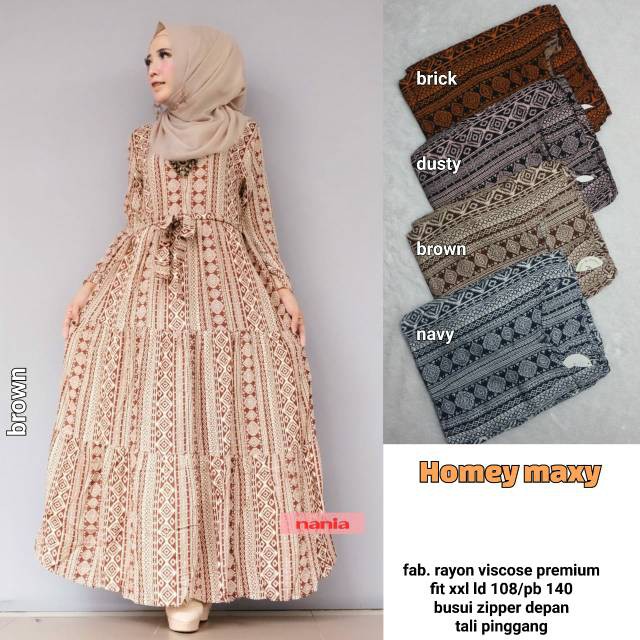 brick
dusty
brown
navy
brown
nania
Homey maxy
fab. rayon viscose premium
fit xxl ld 108/pb 140
busui zipper depan
tali pinggang